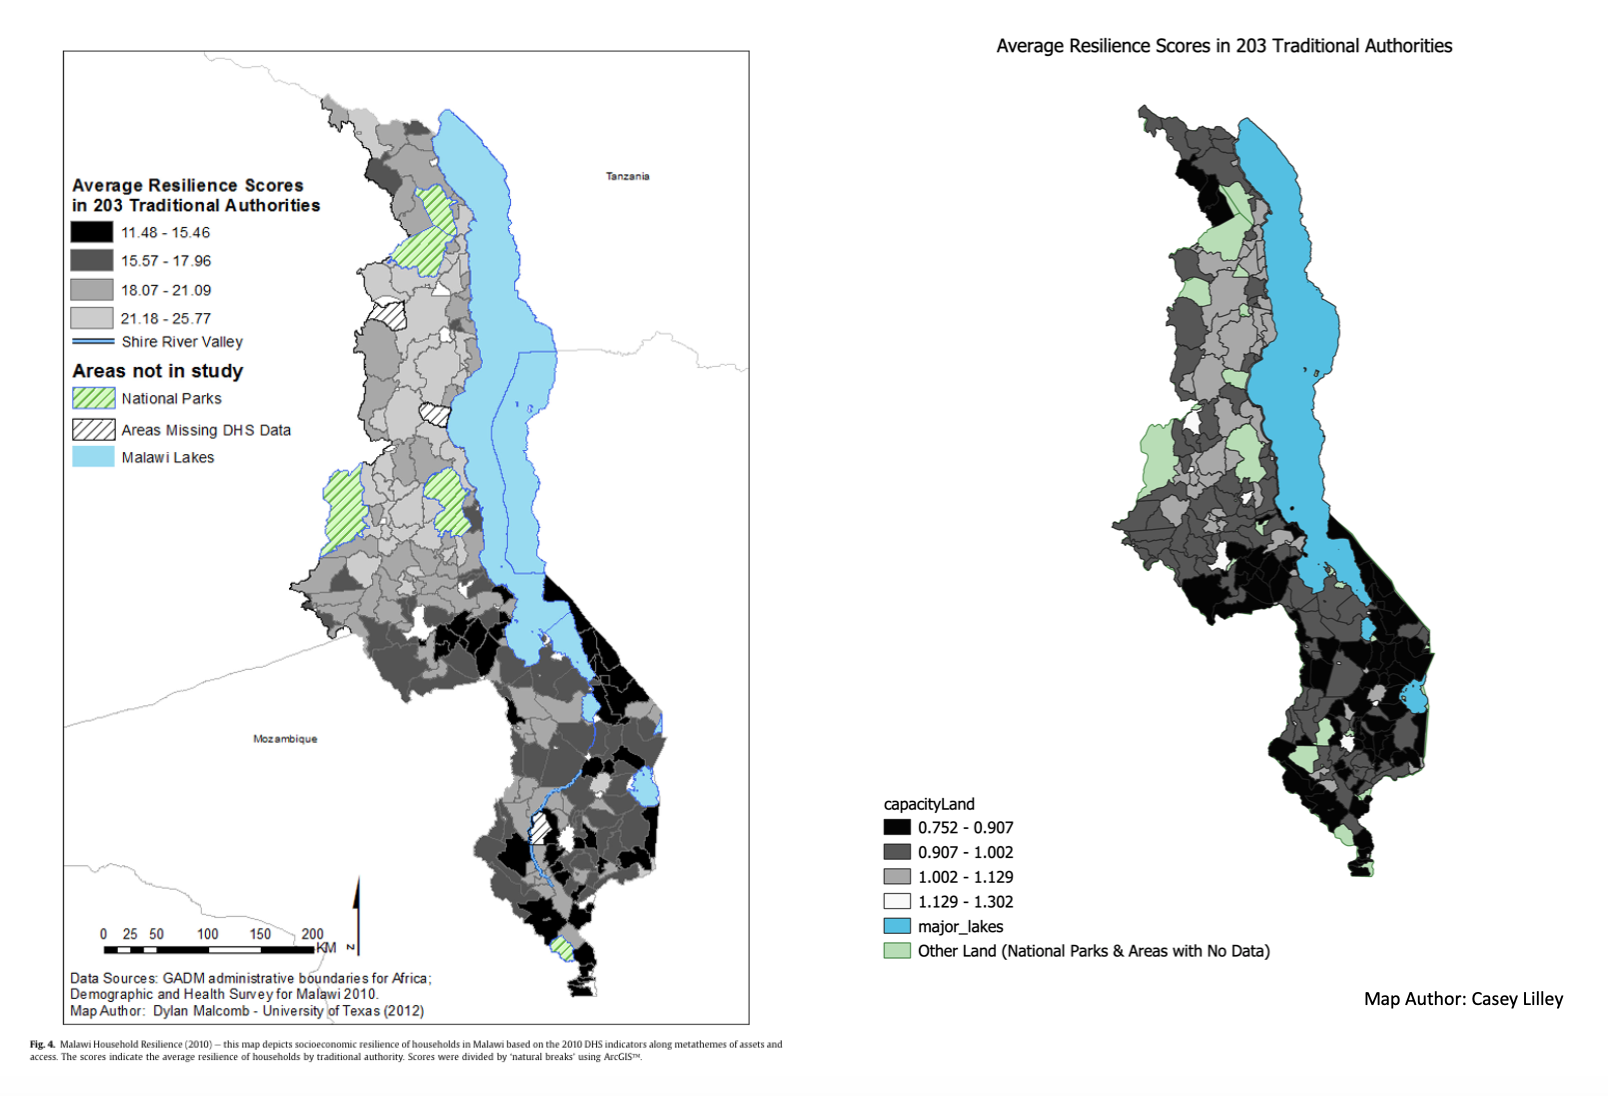 Average Resilience Scores
in 203 Traditional Authorities
11.48 - 15.46
15.57 - 17.96
18.07 - 21.09
21.18 - 25.77
Shire River Valley
Areas not in study
National Parks
Areas Missing DHS Data
Malawi Lakes
Tanzania
Mozambique
0 25 50 100 150 200
KM
N
Data Sources: GADM administrative boundaries for Africa;
Demographic and Health Survey for Malawi 2010.
Map Author: Dylan Malcomb - University of Texas (2012)
Fig. 4. Malawi Household Resilience (2010) – this map depicts socioeconomic resilience of households in Malawi based on the 2010 DHS indicators along metathemes of assets and
access. The scores indicate the average resilience of households by traditional authority. Scores were divided by ‘natural breaks’ using ArcGIS™.
Average Resilience Scores in 203 Traditional Authorities
capacityLand
0.752 - 0.907
0.907 - 1.002
1.002 - 1.129
1.129 - 1.302
major_lakes
Other Land (National Parks & Areas with No Data)
Map Author: Casey Lilley